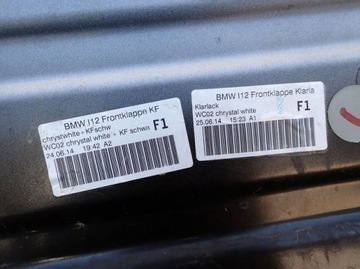 BMW I12 Frontklappe KF
chrystwhite - KFschw
WC02 chrystal white + KF schwa F1
24.06.14 19:42 A2
BMW I12 Frontklappe Klarla
Klarlack
WC02 chrystal white F1
25.06.14 15:23 A1